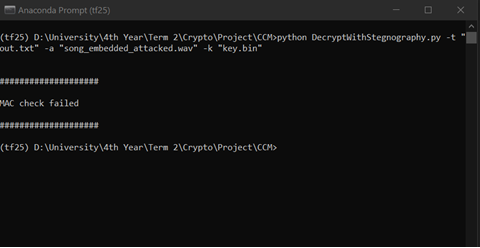 Anaconda Prompt (tf25)
(tf25) D:\University\4th Year\Term 2\Crypto\Project\CCM>python DecryptWithStegnography.py -t "
out.txt" -a "song_embedded_attacked.wav" -k "key.bin"
####################
MAC check failed
####################
(tf25) D:\University\4th Year\Term 2\Crypto\Project\CCM>